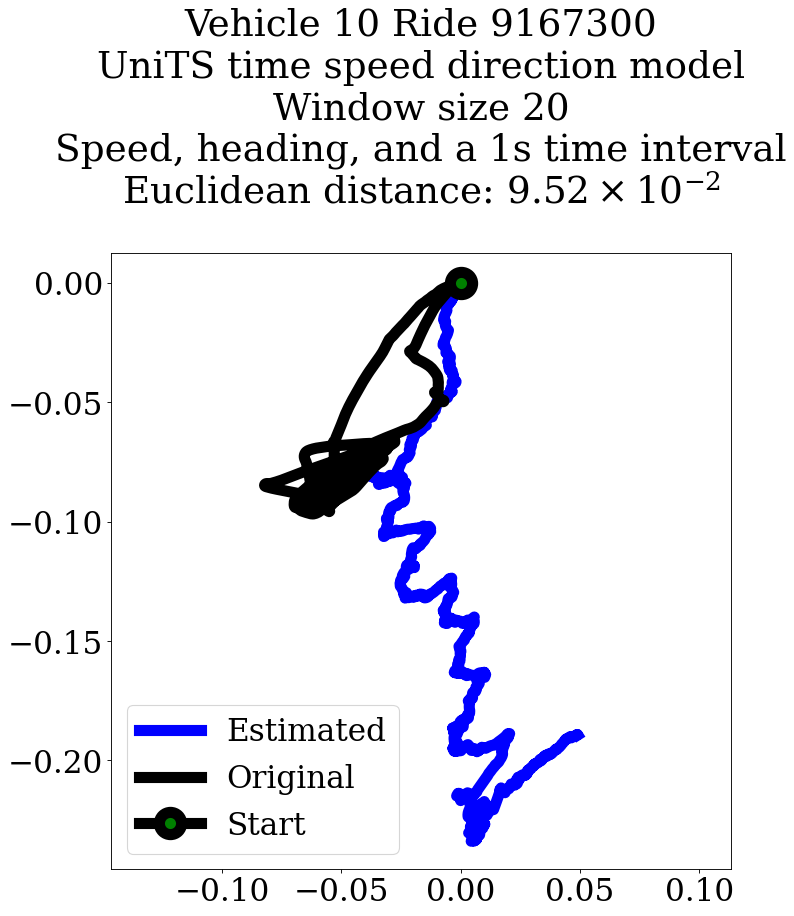 Vehicle 10 Ride 9167300
UniTS time speed direction model
Window size 20
Speed, heading, and a 1s time interval
Euclidean distance: 9.52 × 10⁻²
0.00
−0.05
−0.10
−0.15
−0.20
Estimated
Original
Start
−0.10 −0.05 0.00 0.05 0.10